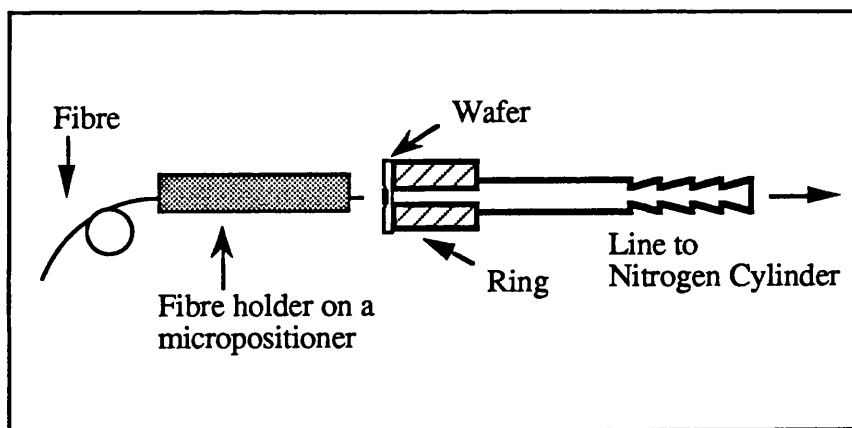 Wafer
Fibre
Line to
Nitrogen Cylinder
Ring
Fibre holder on a
micropositioner